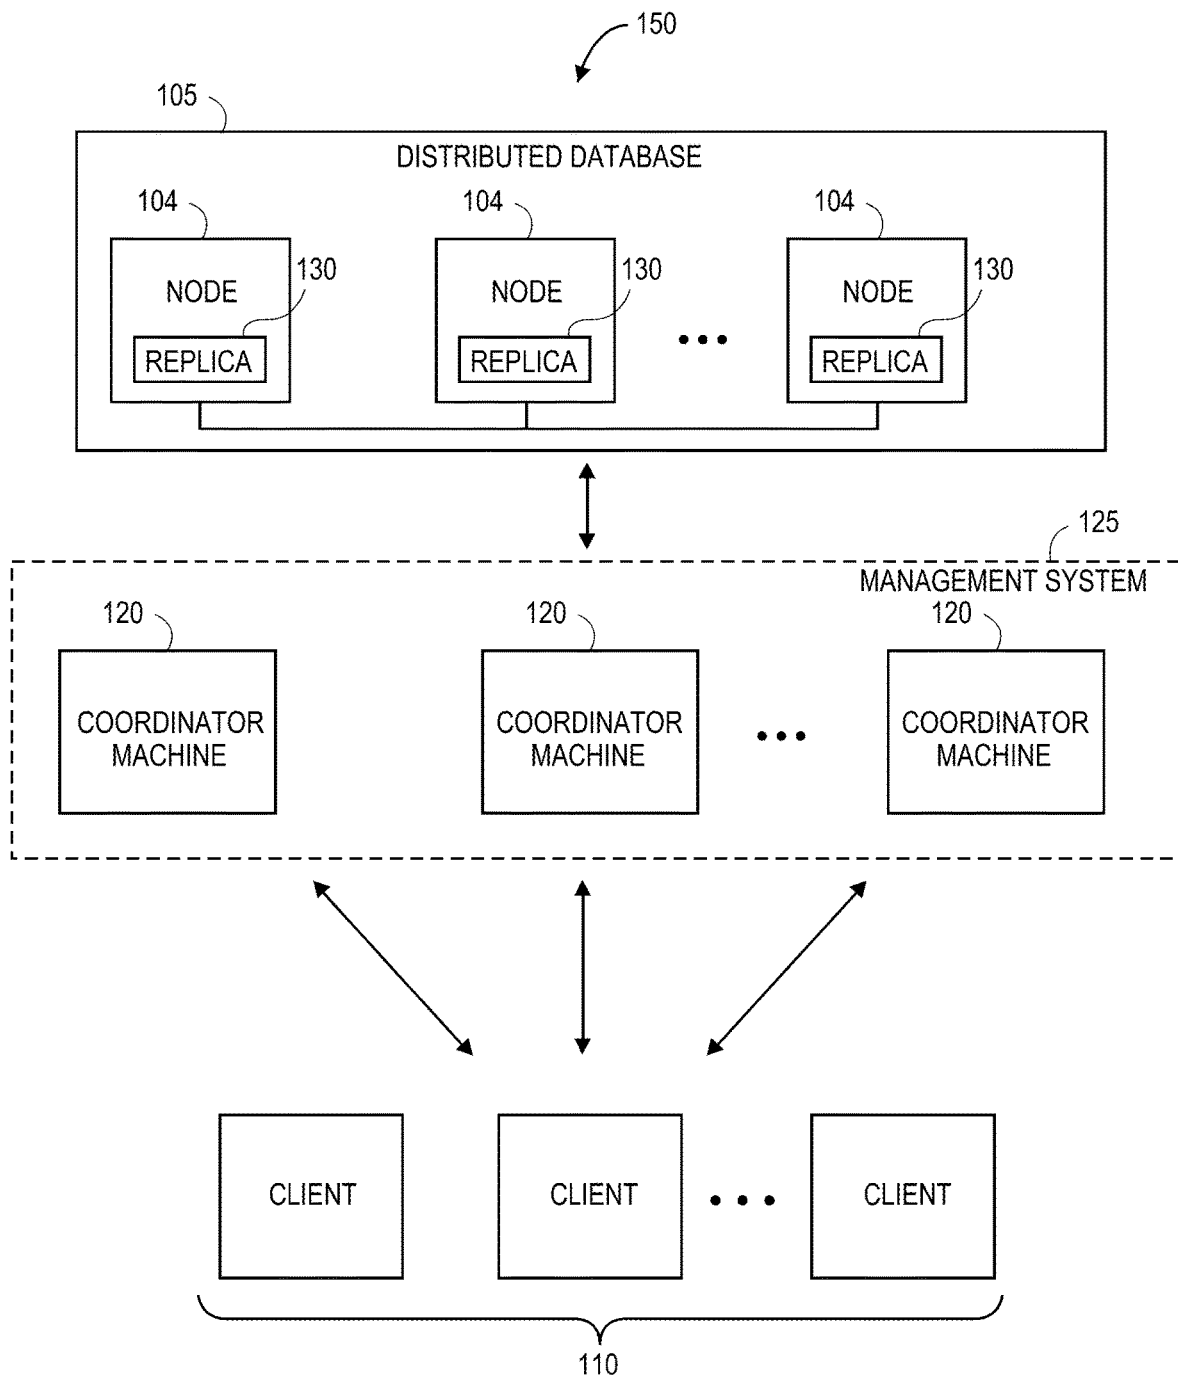 150
105
DISTRIBUTED DATABASE
104
104
104
NODE
130
NODE
130
NODE
130
REPLICA
REPLICA
REPLICA
125
MANAGEMENT SYSTEM
120
120
120
COORDINATOR
MACHINE
COORDINATOR
MACHINE
COORDINATOR
MACHINE
CLIENT
CLIENT
CLIENT
110